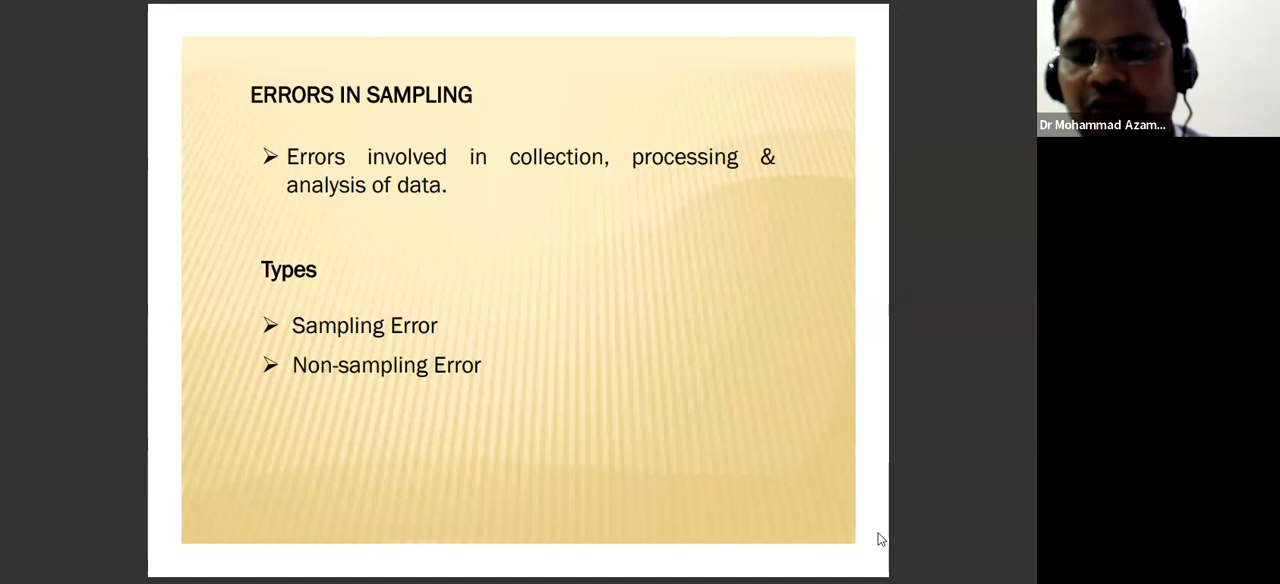 ERRORS IN SAMPLING
➢ Errors involved in collection, processing &
analysis of data.
Types
➢ Sampling Error
➢ Non-sampling Error
Dr Mohammad Azam...